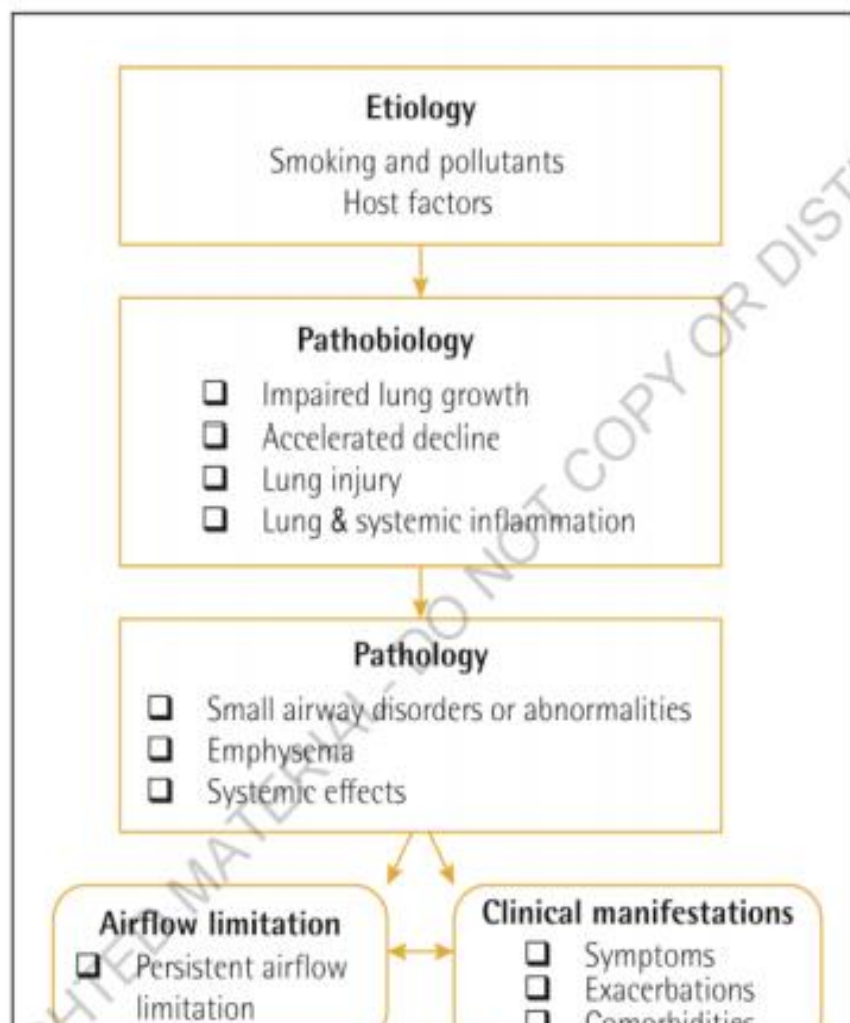 Etiology
Smoking and pollutants
Host factors
Pathobiology
❑ Impaired lung growth
❑ Accelerated decline
❑ Lung injury
❑ Lung & systemic inflammation
Pathology
❑ Small airway disorders or abnormalities
❑ Emphysema
❑ Systemic effects
Airflow limitation
❑ Persistent airflow
limitation
Clinical manifestations
❑ Symptoms
❑ Exacerbations
❑ Comorbidities
MATERIAL - DO NOT COPY OR